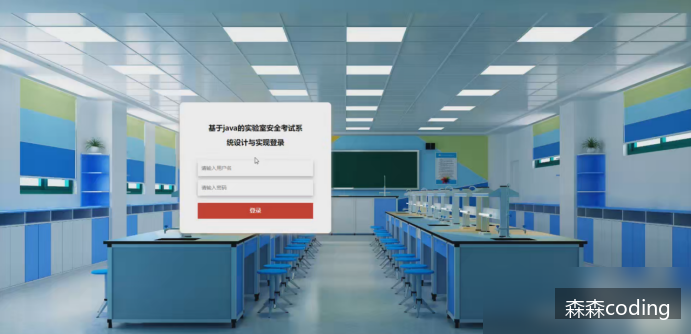 基于java的实验室安全考试系
统设计与实现登录
请输入用户名
请输入密码
登录
森森coding